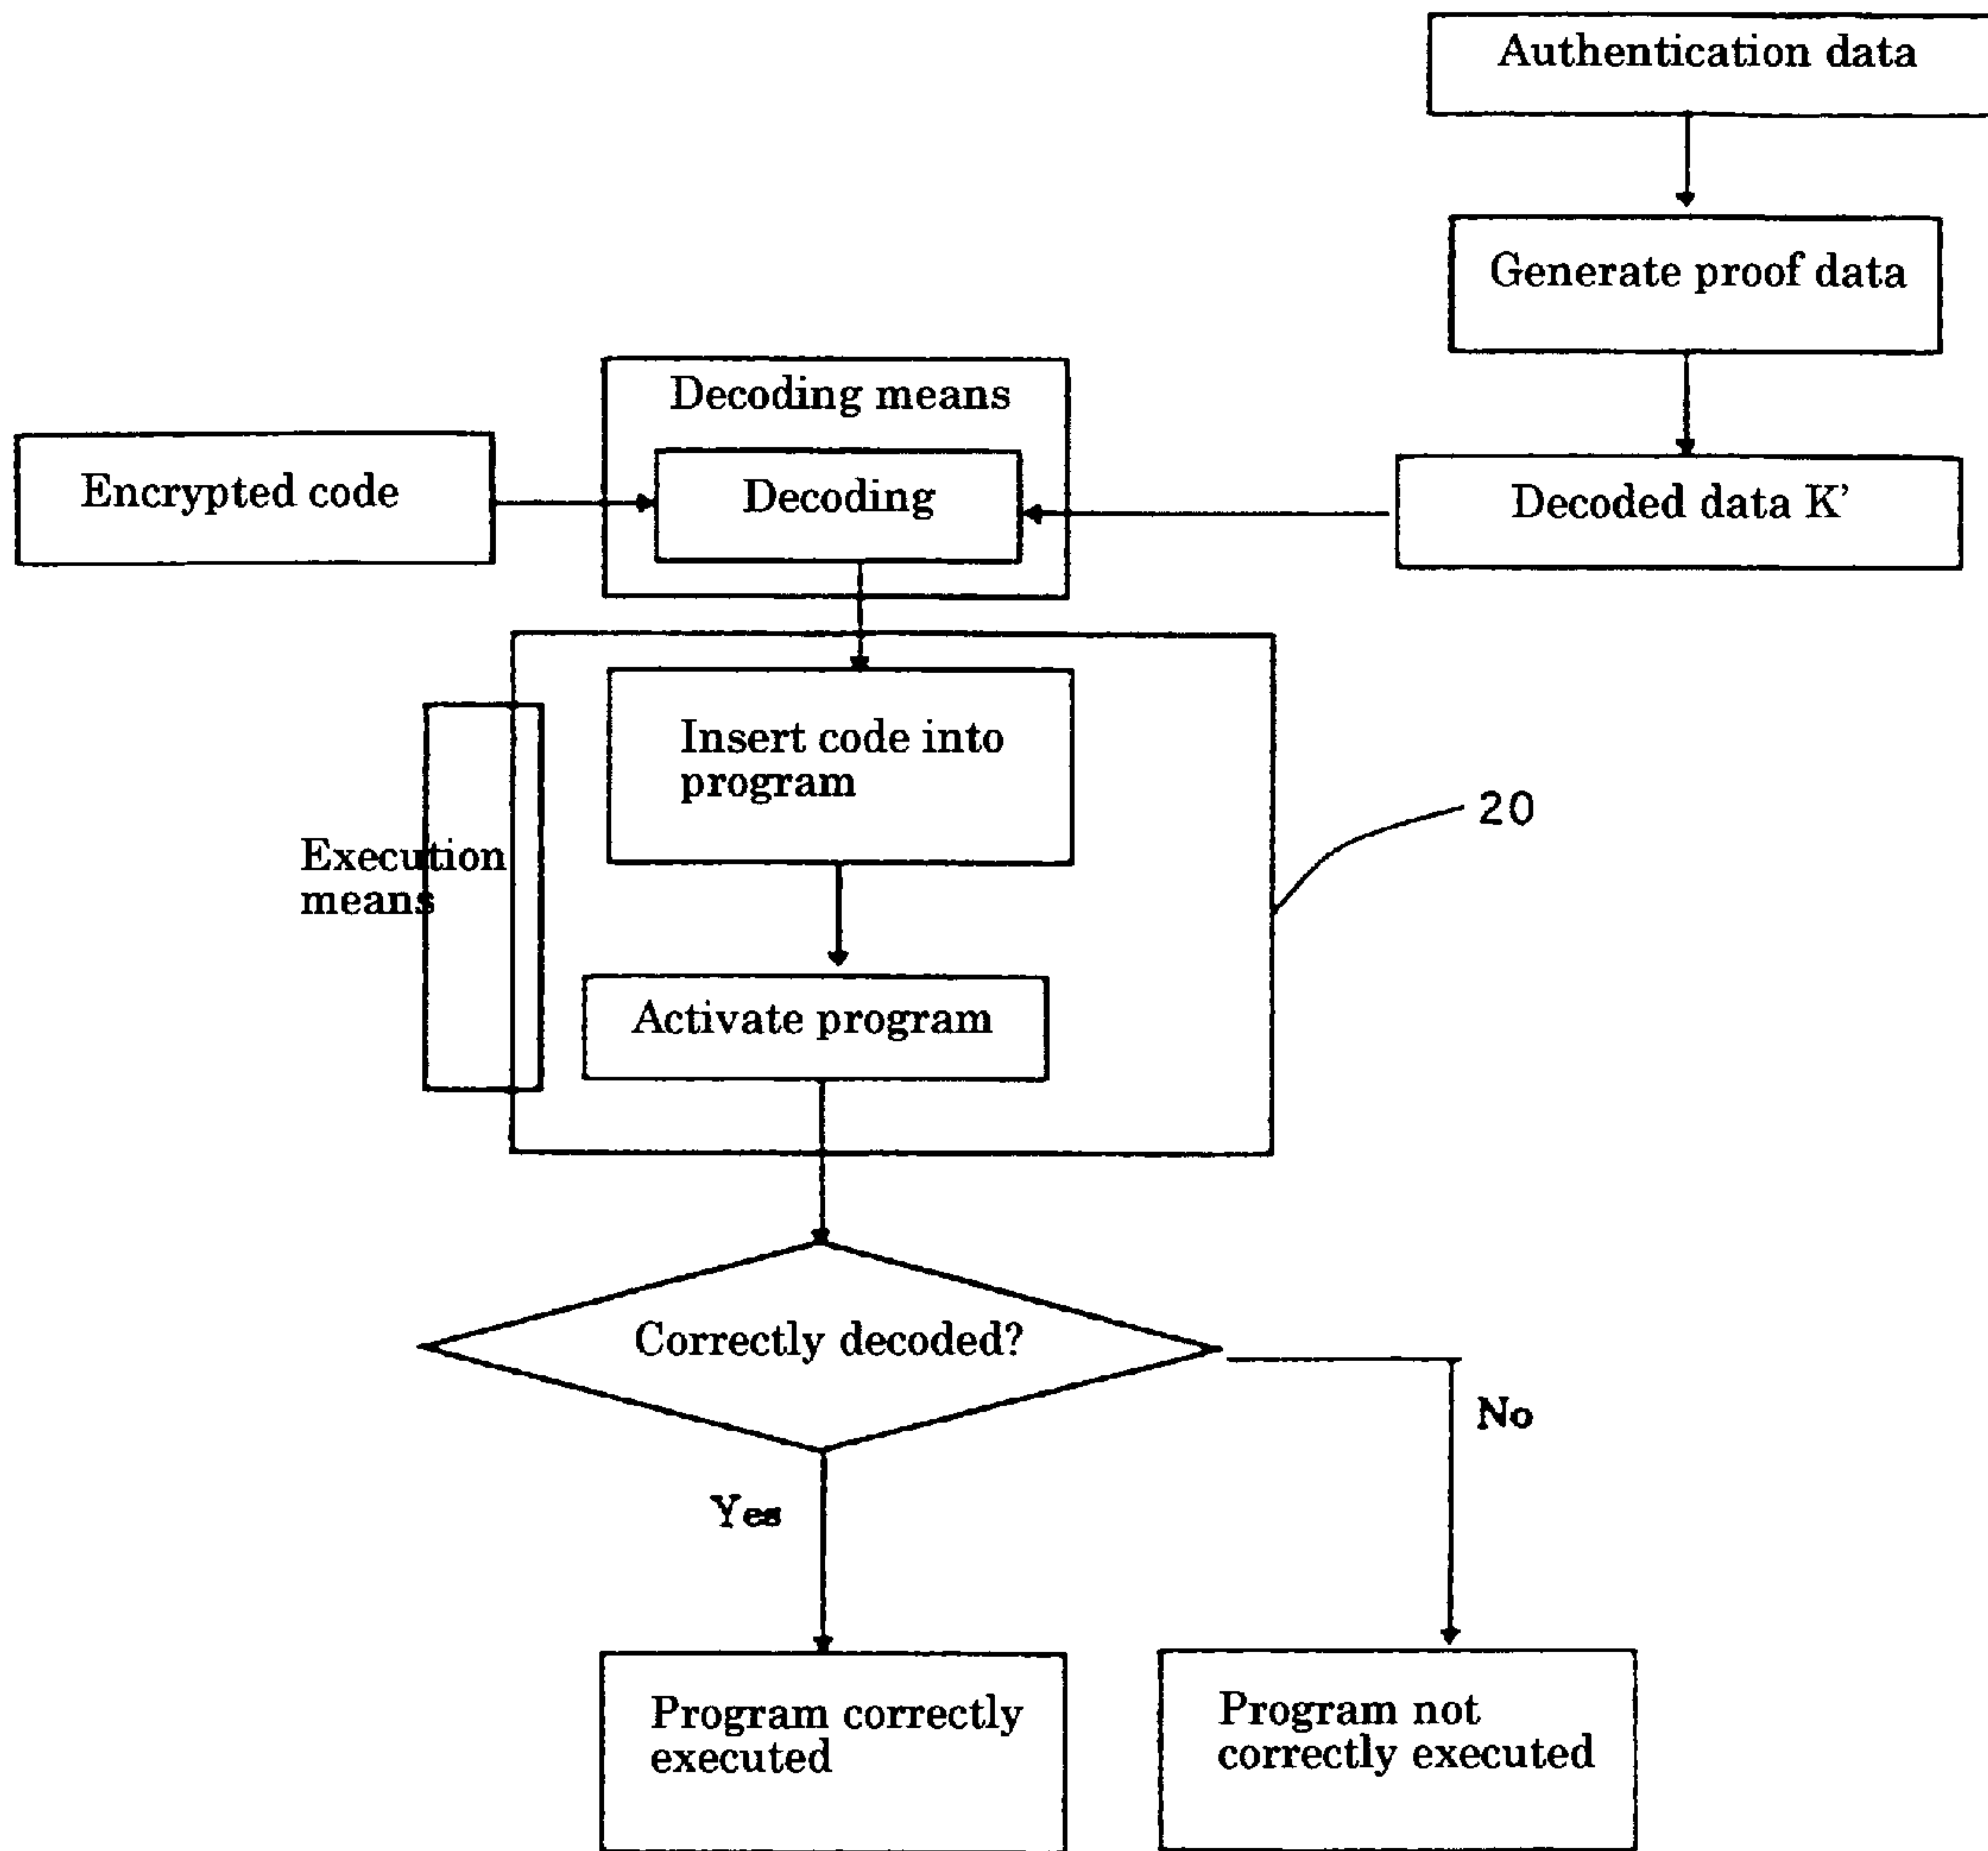 Authentication data
Generate proof data
Decoding means
Encrypted code
Decoding
Decoded data K'
Insert code into
program
20
Execution
means
Activate program
Correctly decoded?
No
Yes
Program correctly
executed
Program not
correctly executed